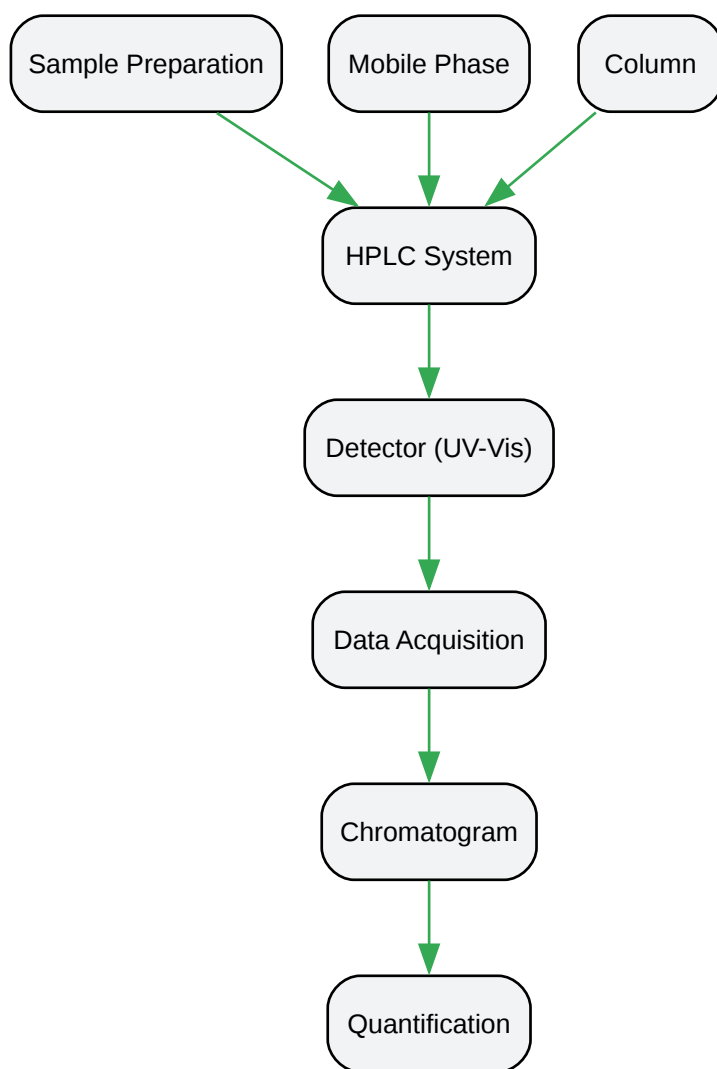 Sample Preparation
Mobile Phase
Column
HPLC System
Detector (UV-Vis)
Data Acquisition
Chromatogram
Quantification